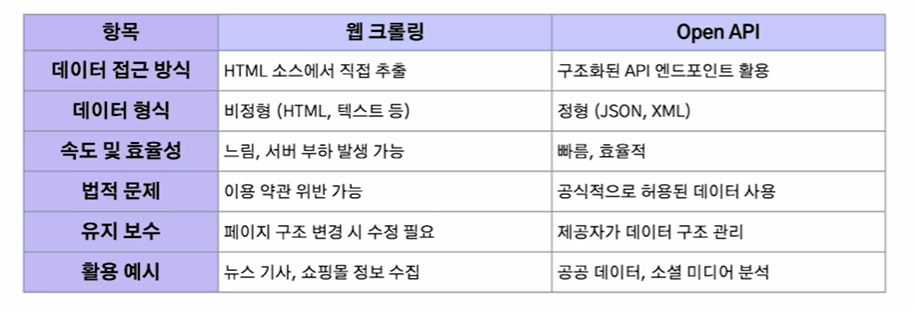 항목 웹 크롤링 Open API
데이터 접근 방식 HTML 소스에서 직접 추출 구조화된 API 엔드포인트 활용
데이터 형식 비정형 (HTML, 텍스트 등) 정형 (JSON, XML)
속도 및 효율성 느림, 서버 부하 발생 가능 빠름, 효율적
법적 문제 이용 약관 위반 가능 공식적으로 허용된 데이터 사용
유지 보수 페이지 구조 변경 시 수정 필요 제공자가 데이터 구조 관리
활용 예시 뉴스 기사, 쇼핑몰 정보 수집 공공 데이터, 소셜 미디어 분석